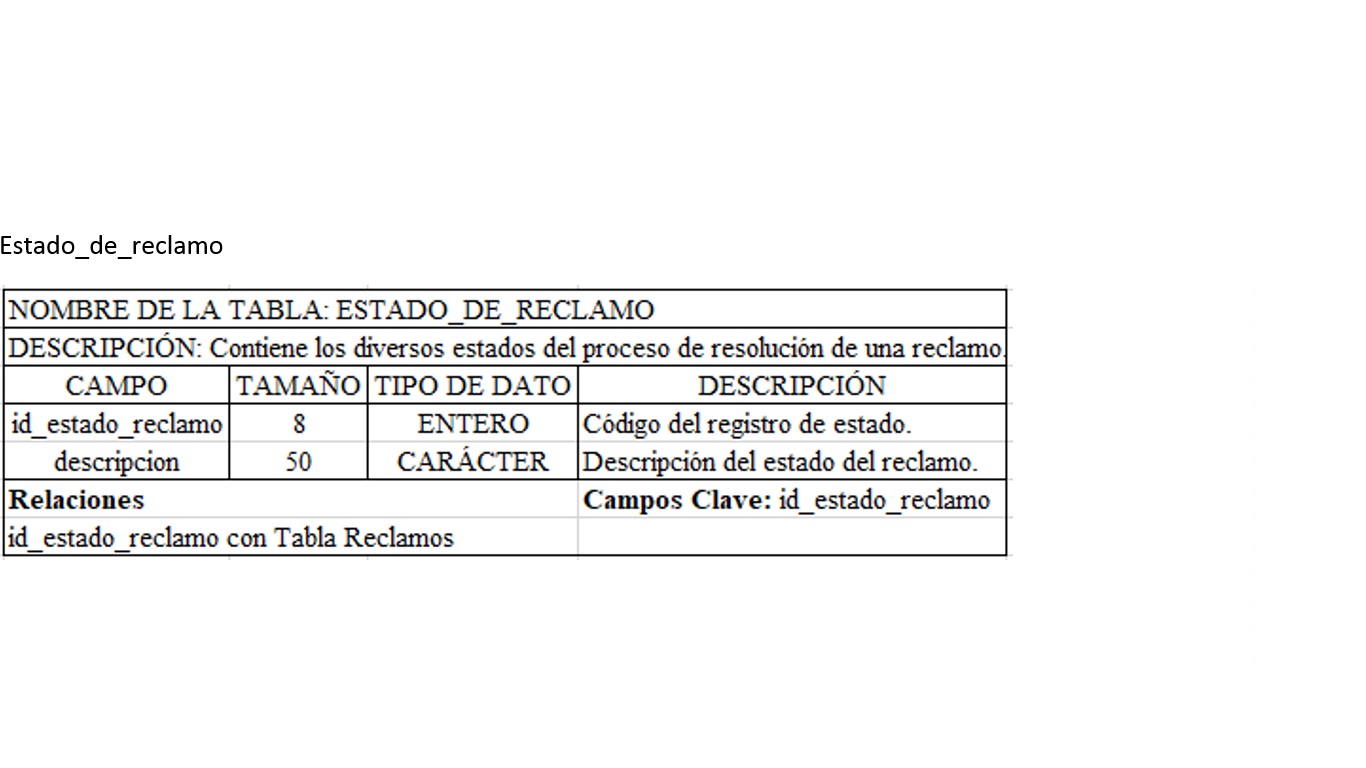 Estado_de_reclamo
NOMBRE DE LA TABLA: ESTADO_DE_RECLAMO
DESCRIPCIÓN: Contiene los diversos estados del proceso de resolución de una reclamo.
CAMPO TAMAÑO TIPO DE DATO DESCRIPCIÓN
id_estado_reclamo 8 ENTERO Código del registro de estado.
descripcion 50 CARÁCTER Descripción del estado del reclamo.
Relaciones Campos Clave: id_estado_reclamo
id_estado_reclamo con Tabla Reclamos